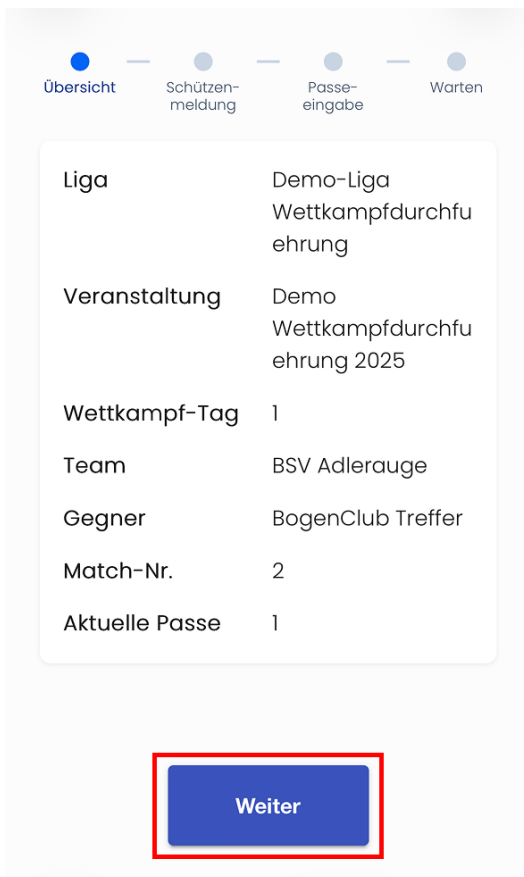 Übersicht
Schützen-
meldung
Passe-
eingabe
Warten
Liga
Demo-Liga
Wettkampfdurchfu
ehrung
Veranstaltung
Demo
Wettkampfdurchfu
ehrung 2025
Wettkampf-Tag
1
Team
BSV Adlerauge
Gegner
BogenClub Treffer
Match-Nr.
2
Aktuelle Passe
1
Weiter